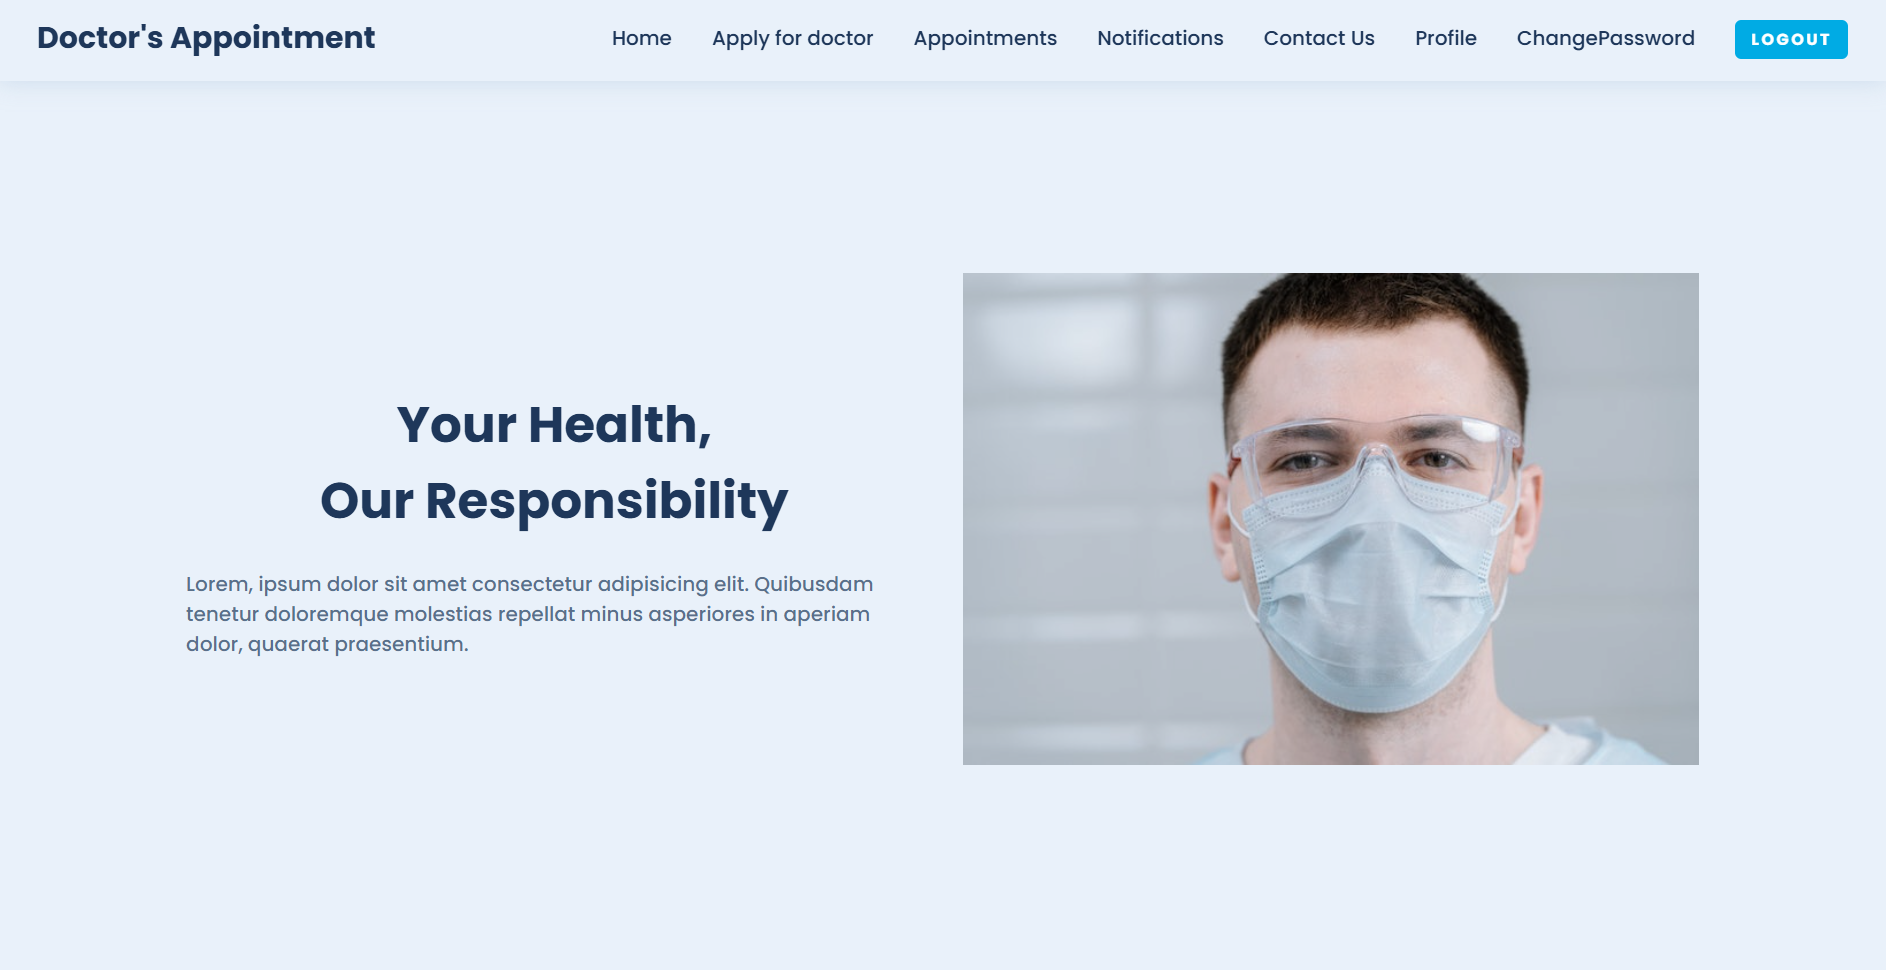 Doctor's Appointment
Home
Apply for doctor
Appointments
Notifications
Contact Us
Profile
ChangePassword
LOGOUT
Your Health,
Our Responsibility
Lorem, ipsum dolor sit amet consectetur adipisicing elit. Quibusdam
tenetur doloremque molestias repellat minus asperiores in aperiam
dolor, quaerat praesentium.